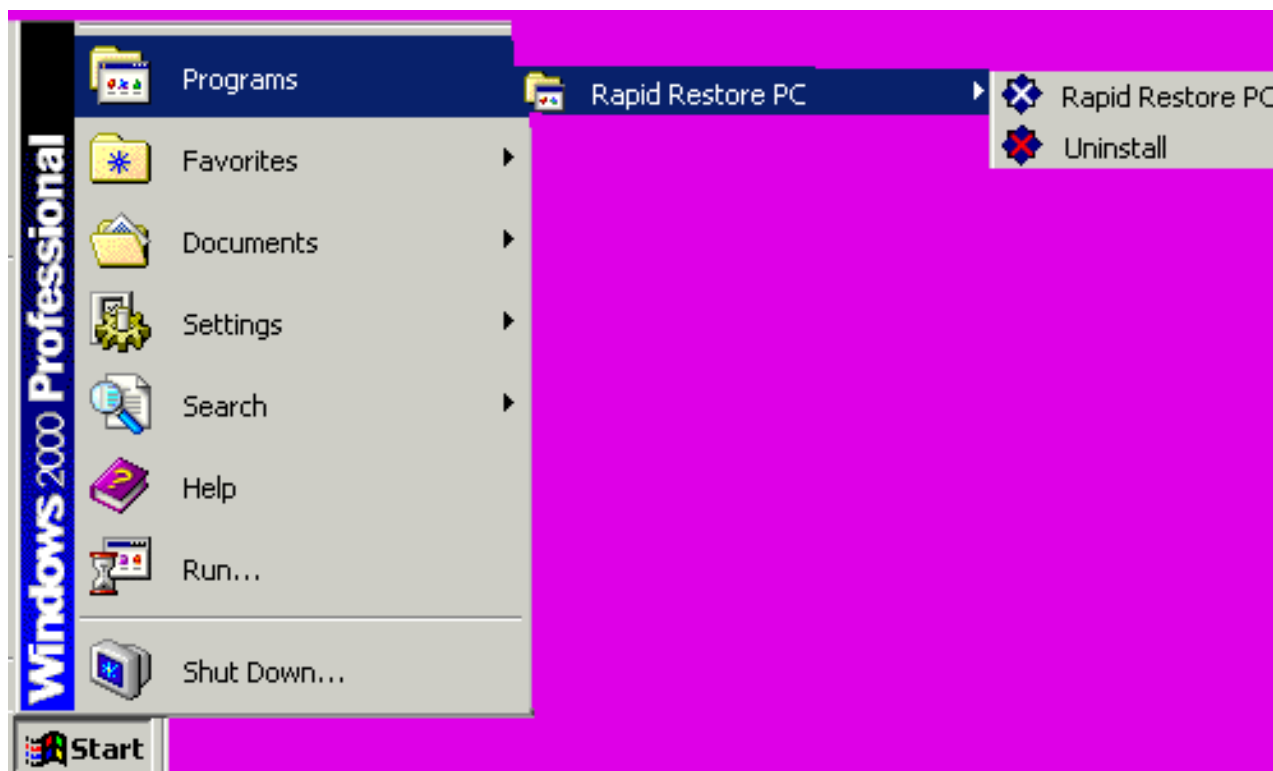 Windows 2000 Professional
Programs
Favorites
Documents
Settings
Search
Help
Run...
Shut Down...
Start
Rapid Restore PC
Rapid Restore PC
Uninstall